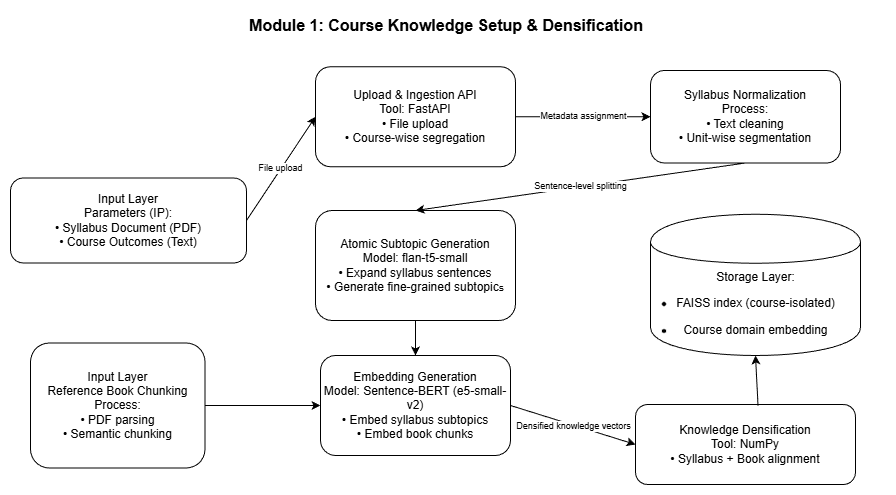 Module 1: Course Knowledge Setup & Densification
Upload & Ingestion API
Tool: FastAPI
• File upload
• Course-wise segregation
Metadata assignment
Syllabus Normalization
Process:
• Text cleaning
• Unit-wise segmentation
File upload
Sentence-level splitting
Input Layer
Parameters (IP):
• Syllabus Document (PDF)
• Course Outcomes (Text)
Atomic Subtopic Generation
Model: flan-t5-small
• Expand syllabus sentences
• Generate fine-grained subtopics
Storage Layer:
• FAISS index (course-isolated)
• Course domain embedding
Input Layer
Reference Book Chunking
Process:
• PDF parsing
• Semantic chunking
Embedding Generation
Model: Sentence-BERT (e5-small-
v2)
• Embed syllabus subtopics
• Embed book chunks
Densified knowledge vectors
Knowledge Densification
Tool: NumPy
• Syllabus + Book alignment